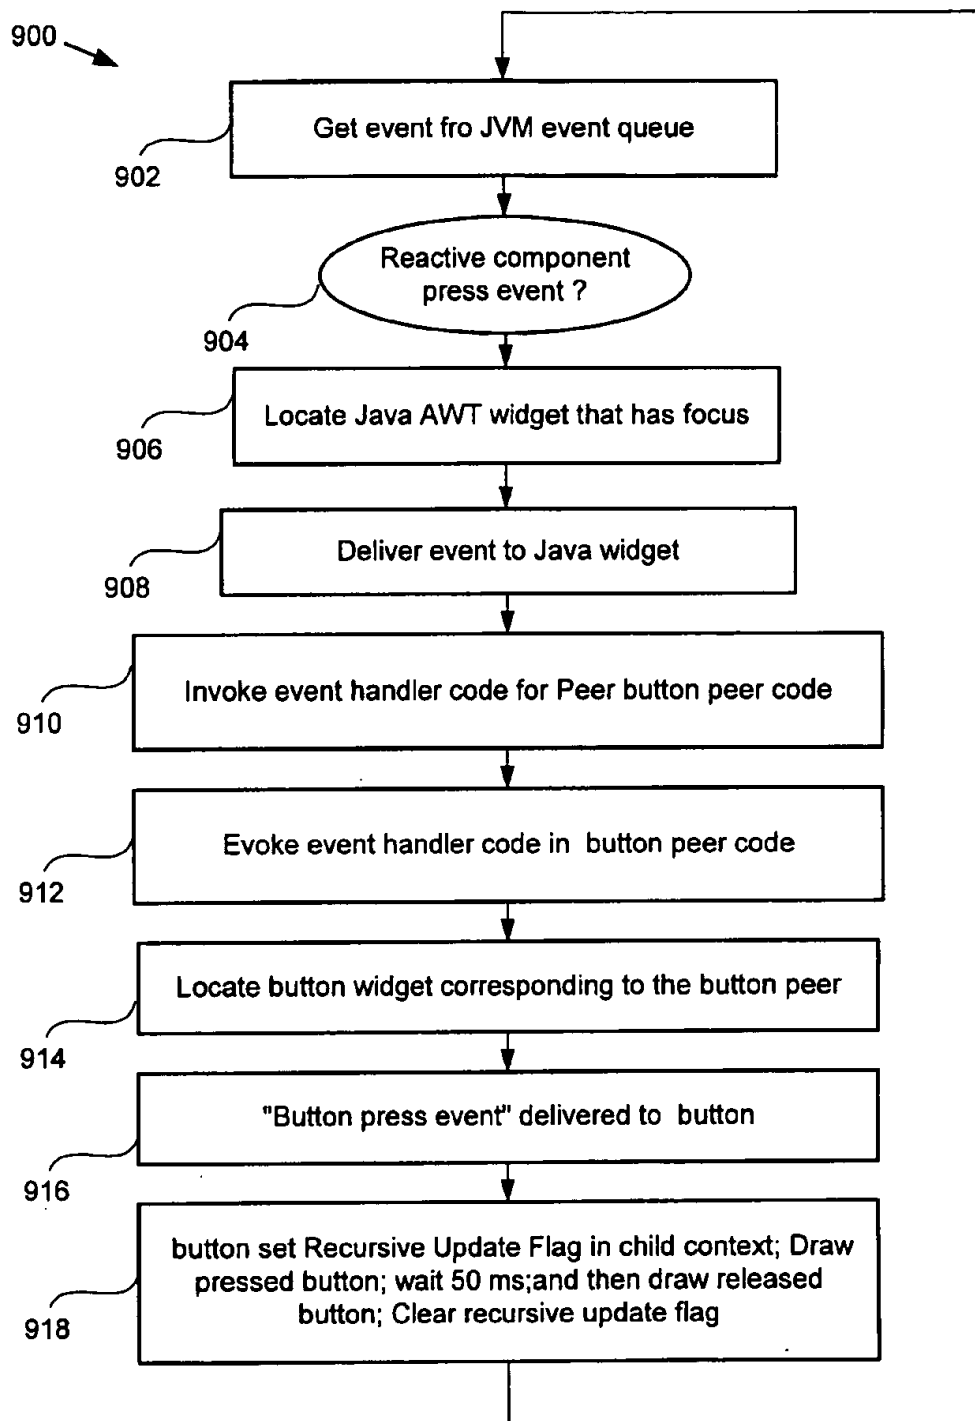 900
Get event fro JVM event queue
902
Reactive component
press event ?
904
Locate Java AWT widget that has focus
906
Deliver event to Java widget
908
Invoke event handler code for Peer button peer code
910
Evoke event handler code in button peer code
912
Locate button widget corresponding to the button peer
914
"Button press event" delivered to button
916
button set Recursive Update Flag in child context; Draw
pressed button; wait 50 ms;and then draw released
button; Clear recursive update flag
918